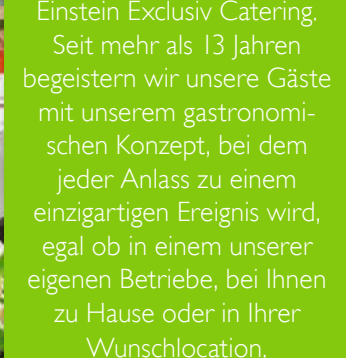 Einstein Exclusiv Catering.
Seit mehr als 13 Jahren
begeistern wir unsere Gäste
mit unserem gastronomi-
schen Konzept, bei dem
jeder Anlass zu einem
einzigartigen Ereignis wird,
egal ob in einem unserer
eigenen Betriebe, bei Ihnen
zu Hause oder in Ihrer
Wunschlocation.